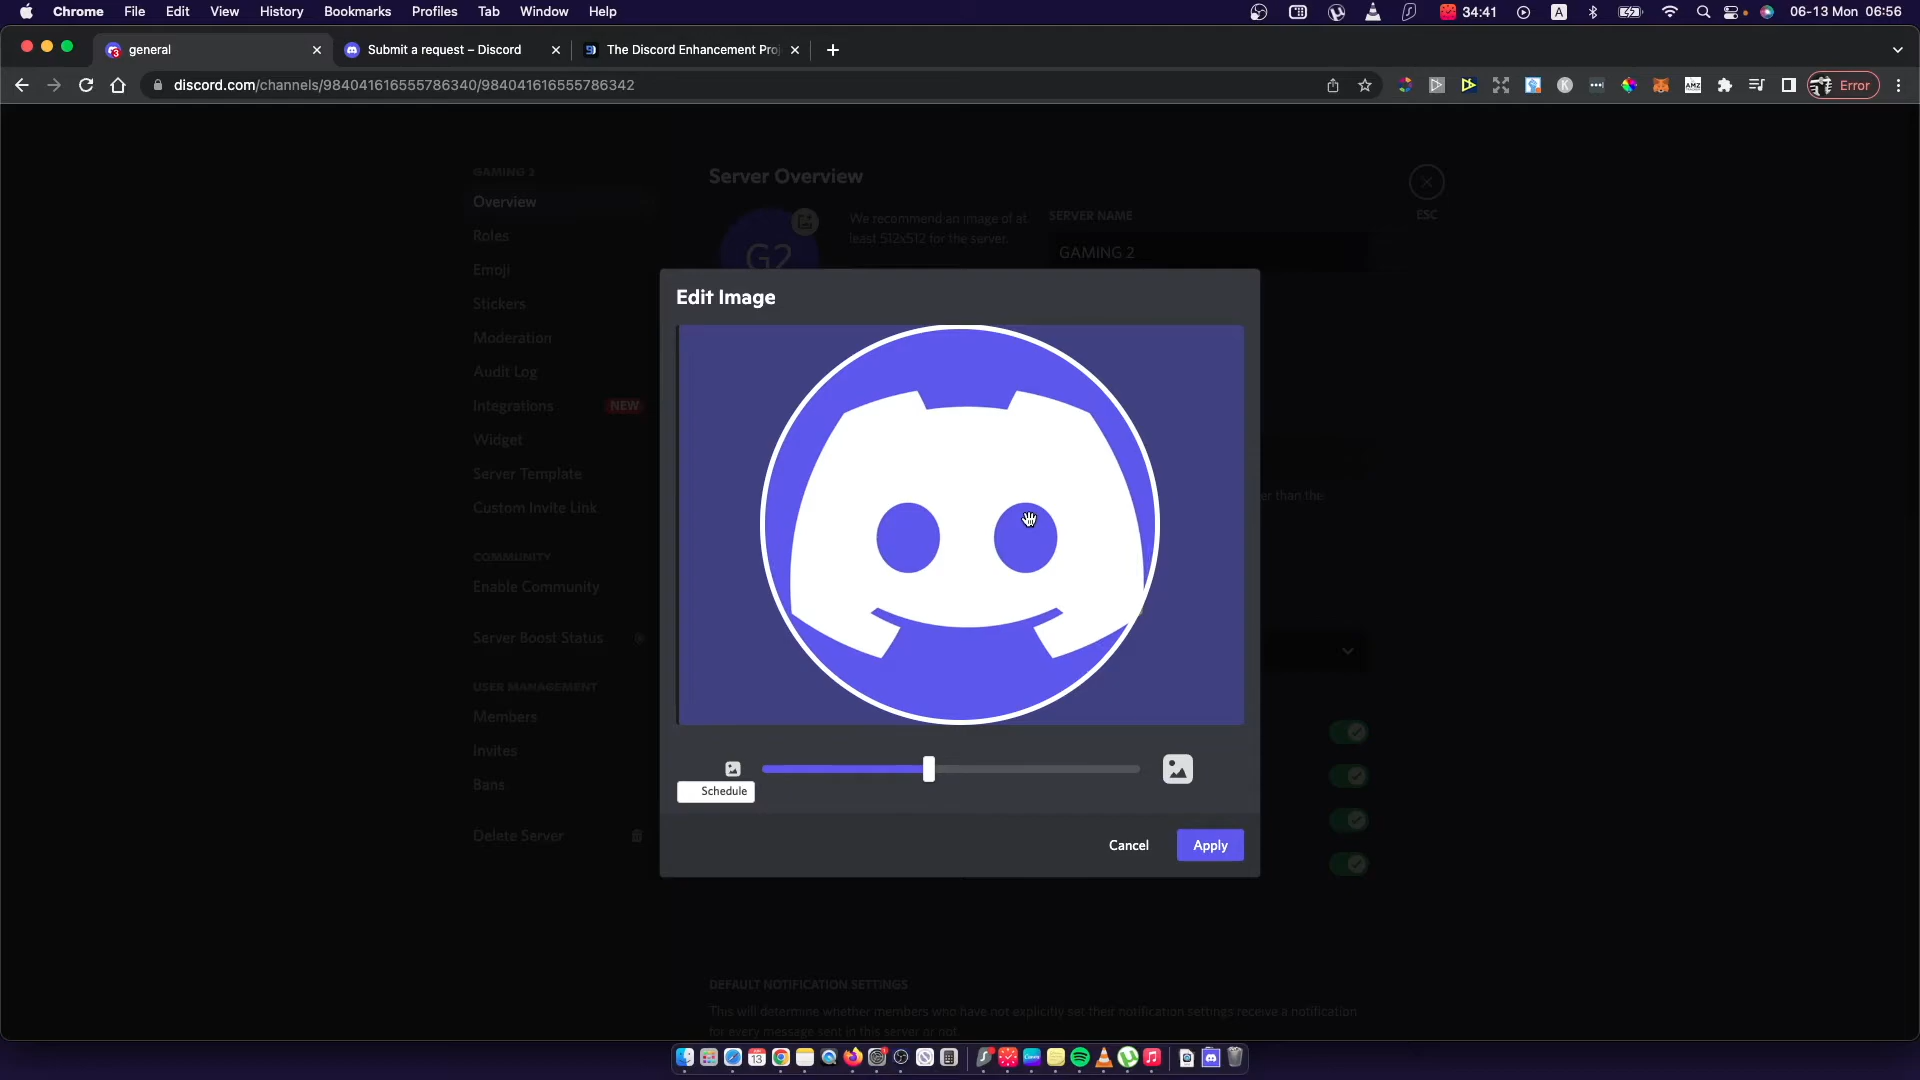 Chrome File Edit View History Bookmarks Profiles Tab Window Help 34:41 A 06-13 Mon 06:56
general Submit a request – Discord The Discord Enhancement Pro
discord.com/channels/984041616555786340/984041616555786342 AMZ Error
GAMING 2
Overview
Roles
Emoji
Stickers
Moderation
Audit Log
Integrations NEW
Widget
Server Template
Custom Invite Link
COMMUNITY
Enable Community
Server Boost Status
USER MANAGEMENT
Members
Invites
Bans
Delete Server
Server Overview
G2
We recommend an image of at
least 512x512 for the server.
SERVER NAME
GAMING 2
ESC
Edit Image
er than the
Schedule
Cancel Apply
DEFAULT NOTIFICATION SETTINGS
This will determine whether members who have not explicitly set their notification settings receive a notification
for every message sent in this server or not.